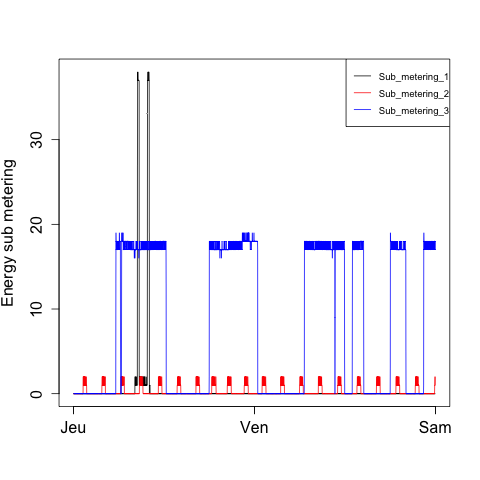 Sub_metering_1
Sub_metering_2
Sub_metering_3
Energy sub metering
30
20
10
0
Jeu Ven Sam